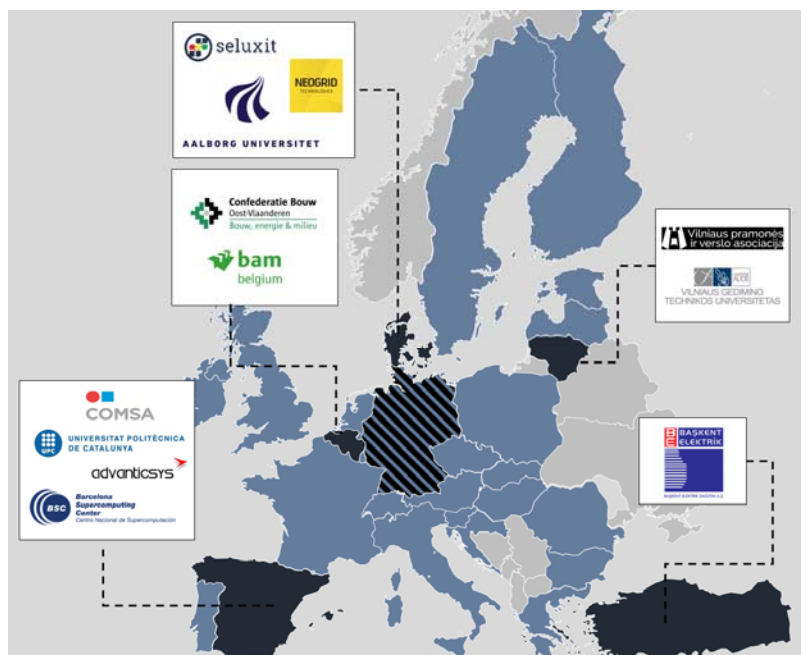 seluxit
NEOGRID
TECHNOLOGIES
AALBORG UNIVERSITET
Confederatie Bouw
Oost-Vlaanderen
Bouw, energie & milieu
bam
belgium
Vilniaus pramonės
ir verslo asociacija
VILNIAUS GEDIMINO
TECHNIKOS UNIVERSITETAS
COMSA
UPC
UNIVERSITAT POLITÈCNICA
DE CATALUNYA
advanticsys
BSC
Barcelona
Supercomputing
Center
Centro Nacional de Supercomputación
BAŞKENT
ELEKTRİK